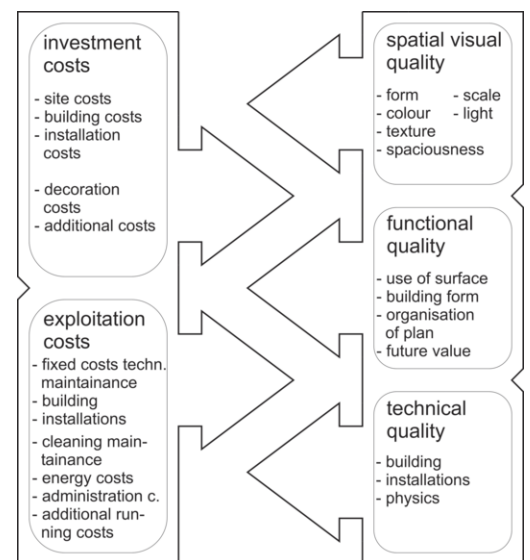 investment
costs
- site costs
- building costs
- installation
costs
- decoration
costs
- additional costs
exploitation
costs
- fixed costs techn.
maintainance
- building
- installations
- cleaning main-
tainance
- energy costs
- administration c.
- additional run-
ning costs
spatial visual
quality
- form - scale
- colour - light
- texture
- spaciousness
functional
quality
- use of surface
- building form
- organisation
of plan
- future value
technical
quality
- building
- installations
- physics